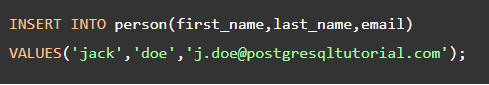 INSERT INTO person(first_name,last_name,email)
VALUES('jack','doe','j.doe@postgresqltutorial.com');